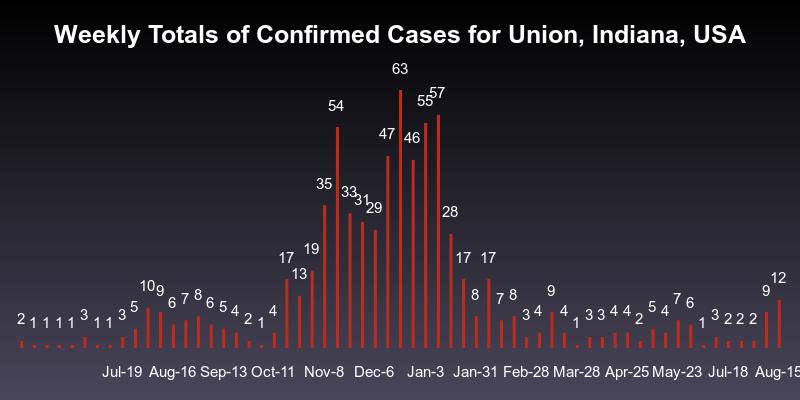 Weekly Totals of Confirmed Cases for Union, Indiana, USA
2 1 1 1 1 3 1 1 3 5 10 9 6 7 8 6 5 4 2 1 4 17 13 19 35 54 33 31 29 47 63 46 55 57 28 17 8 17 7 8 3 4 9 4 1 3 3 4 4 2 5 4 7 6 1 3 2 2 2 9 12
Jul-19 Aug-16 Sep-13 Oct-11 Nov-8 Dec-6 Jan-3 Jan-31 Feb-28 Mar-28 Apr-25 May-23 Jul-18 Aug-15